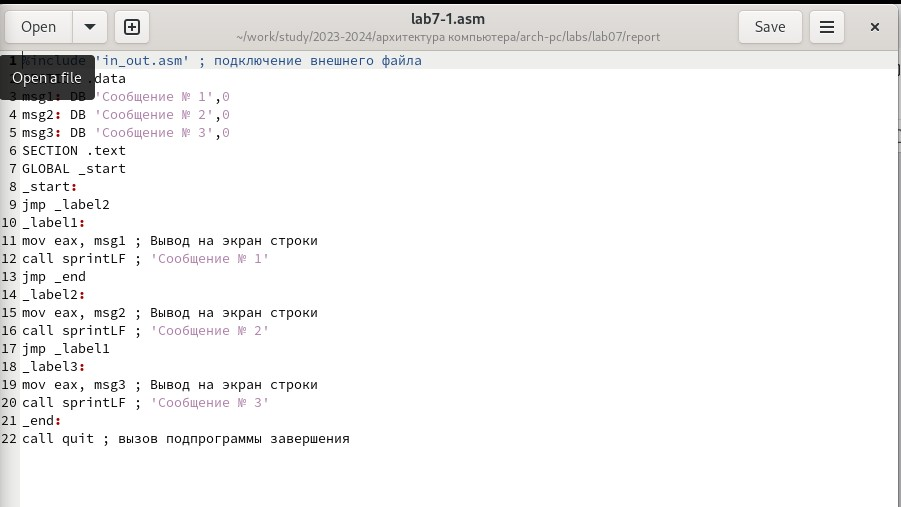 Open
lab7-1.asm
~/work/study/2023-2024/архитектура компьютера/arch-pc/labs/lab07/report
Save
1 %include 'in_out.asm' ; подключение внешнего файла
Open a file
.data
3 msg1: DB 'Сообщение № 1',0
4 msg2: DB 'Сообщение № 2',0
5 msg3: DB 'Сообщение № 3',0
6 SECTION .text
7 GLOBAL _start
8 _start:
9 jmp _label2
10 _label1:
11 mov eax, msg1 ; Вывод на экран строки
12 call sprintLF ; 'Сообщение № 1'
13 jmp _end
14 _label2:
15 mov eax, msg2 ; Вывод на экран строки
16 call sprintLF ; 'Сообщение № 2'
17 jmp _label1
18 _label3:
19 mov eax, msg3 ; Вывод на экран строки
20 call sprintLF ; 'Сообщение № 3'
21 _end:
22 call quit ; вызов подпрограммы завершения